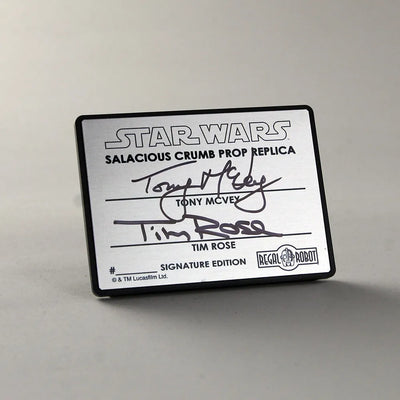 STAR WARS
SALACIOUS CRUMB PROP REPLICA
Tony McVey
TONY MCVEY
Tim Rose
TIM ROSE
#______ SIGNATURE EDITION
REGAL ROBOT
© & TM Lucasfilm Ltd.